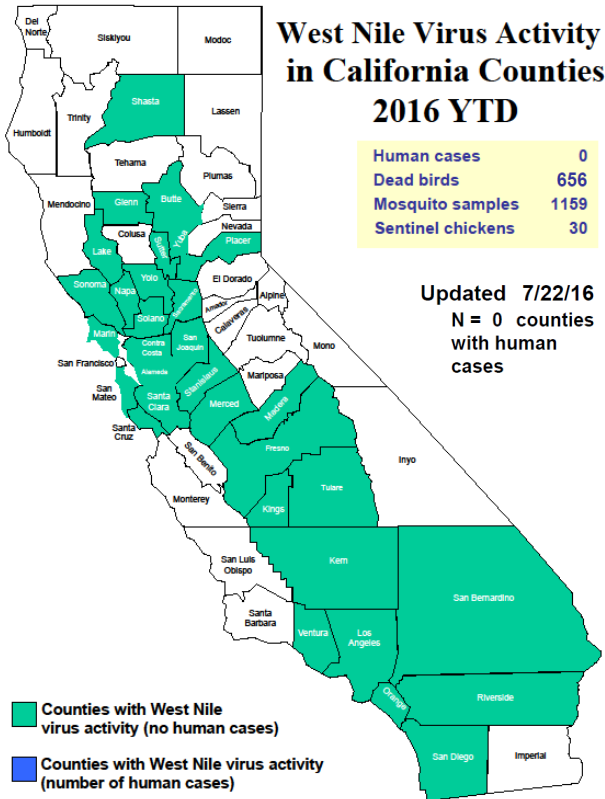 West Nile Virus Activity
in California Counties
2016 YTD
Human cases 0
Dead birds 656
Mosquito samples 1159
Sentinel chickens 30
Updated 7/22/16
N = 0 counties
with human
cases
Del
Norte
Siskiyou
Modoc
Shasta
Lassen
Trinity
Humboldt
Tehama
Plumas
Mendocino
Glenn
Butte
Sierra
Colusa
Yuba
Nevada
Sutter
Placer
Lake
Sonoma
Napa
Yolo
El Dorado
Sacramento
Amador
Alpine
Solano
Calaveras
Marin
Contra
Costa
San
Joaquin
Tuolumne
Mono
San Francisco
Alameda
Stanislaus
Mariposa
San
Mateo
Santa
Clara
Merced
Madera
Santa
Cruz
San Benito
Fresno
Inyo
Monterey
Kings
Tulare
San Luis
Obispo
Kern
San Bernardino
Santa
Barbara
Ventura
Los
Angeles
Orange
Riverside
San Diego
Imperial
Counties with West Nile
virus activity (no human cases)
Counties with West Nile virus activity
(number of human cases)